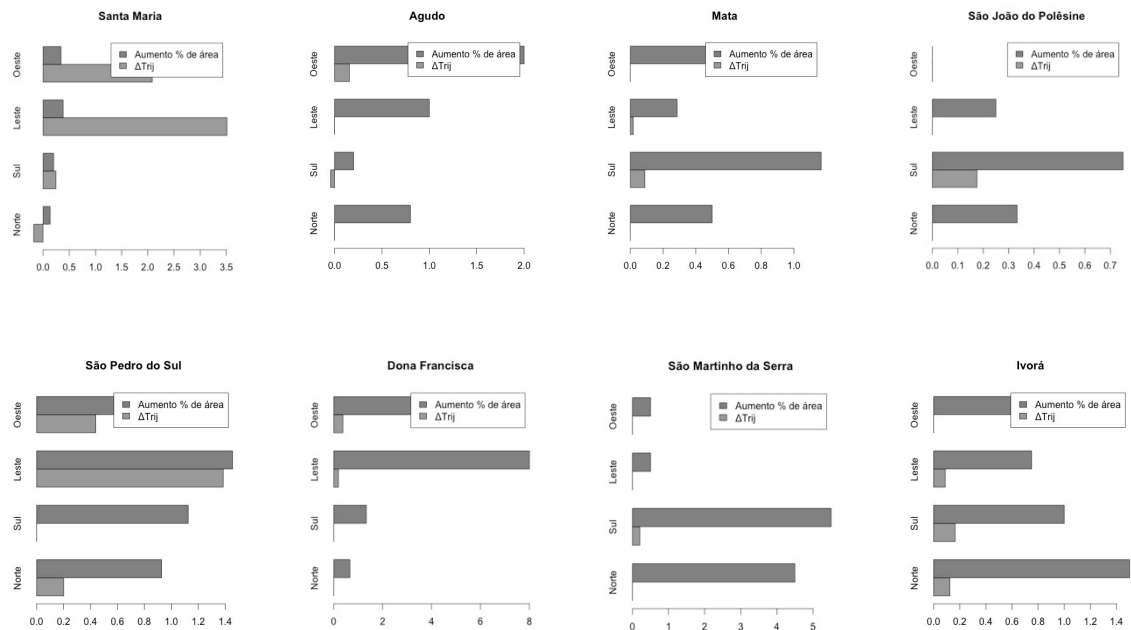 Santa Maria
Oeste
Leste
Sul
Norte
Aumento % de área
ΔTrij
0.0 0.5 1.0 1.5 2.0 2.5 3.0 3.5
Agudo
Oeste
Leste
Sul
Norte
Aumento % de área
ΔTrij
0.0 0.5 1.0 1.5 2.0
Mata
Oeste
Leste
Sul
Norte
Aumento % de área
ΔTrij
0.0 0.2 0.4 0.6 0.8 1.0
São João do Polêsine
Oeste
Leste
Sul
Norte
Aumento % de área
ΔTrij
0.0 0.1 0.2 0.3 0.4 0.5 0.6 0.7
São Pedro do Sul
Oeste
Leste
Sul
Norte
Aumento % de área
ΔTrij
0.0 0.2 0.4 0.6 0.8 1.0 1.2 1.4
Dona Francisca
Oeste
Leste
Sul
Norte
Aumento % de área
ΔTrij
0 2 4 6 8
São Martinho da Serra
Oeste
Leste
Sul
Norte
Aumento % de área
ΔTrij
0 1 2 3 4 5
Ivorá
Oeste
Leste
Sul
Norte
Aumento % de área
ΔTrij
0.0 0.2 0.4 0.6 0.8 1.0 1.2 1.4